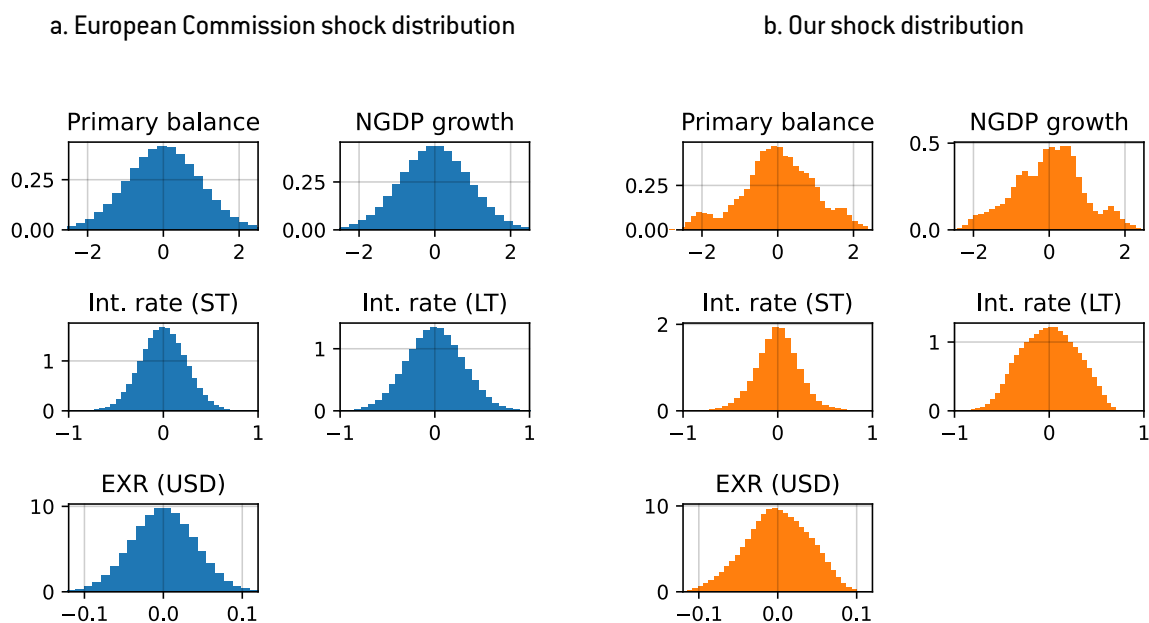 a. European Commission shock distribution
b. Our shock distribution
Primary balance
NGDP growth
0.25
0.00
−2 0 2
0.25
0.00
−2 0 2
Int. rate (ST)
Int. rate (LT)
1
0
−1 0 1
1
0
−1 0 1
EXR (USD)
10
0
−0.1 0.0 0.1
Primary balance
NGDP growth
0.25
0.00
−2 0 2
0.5
0.0
−2 0 2
Int. rate (ST)
Int. rate (LT)
2
0
−1 0 1
1
0
−1 0 1
EXR (USD)
10
0
−0.1 0.0 0.1